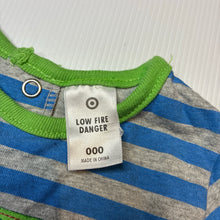 LOW FIRE
DANGER
000
MADE IN CHINA